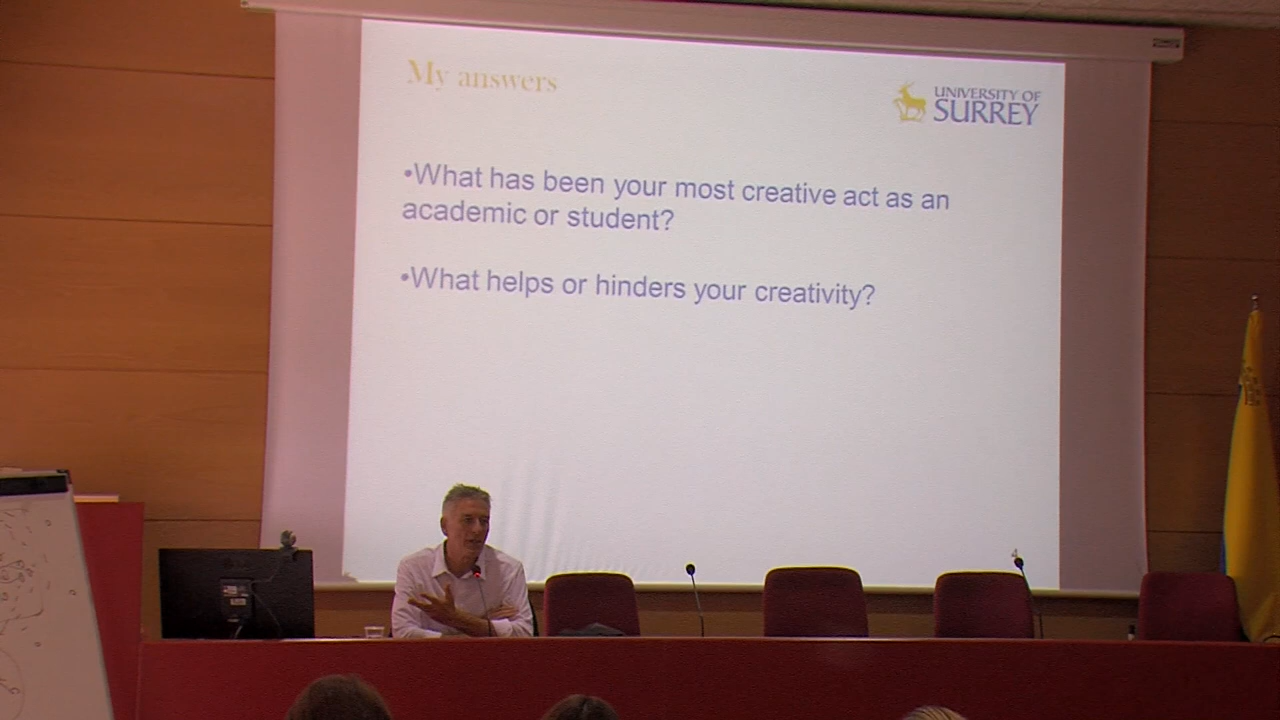 My answers
UNIVERSITY OF
SURREY
•What has been your most creative act as an
academic or student?
•What helps or hinders your creativity?
4